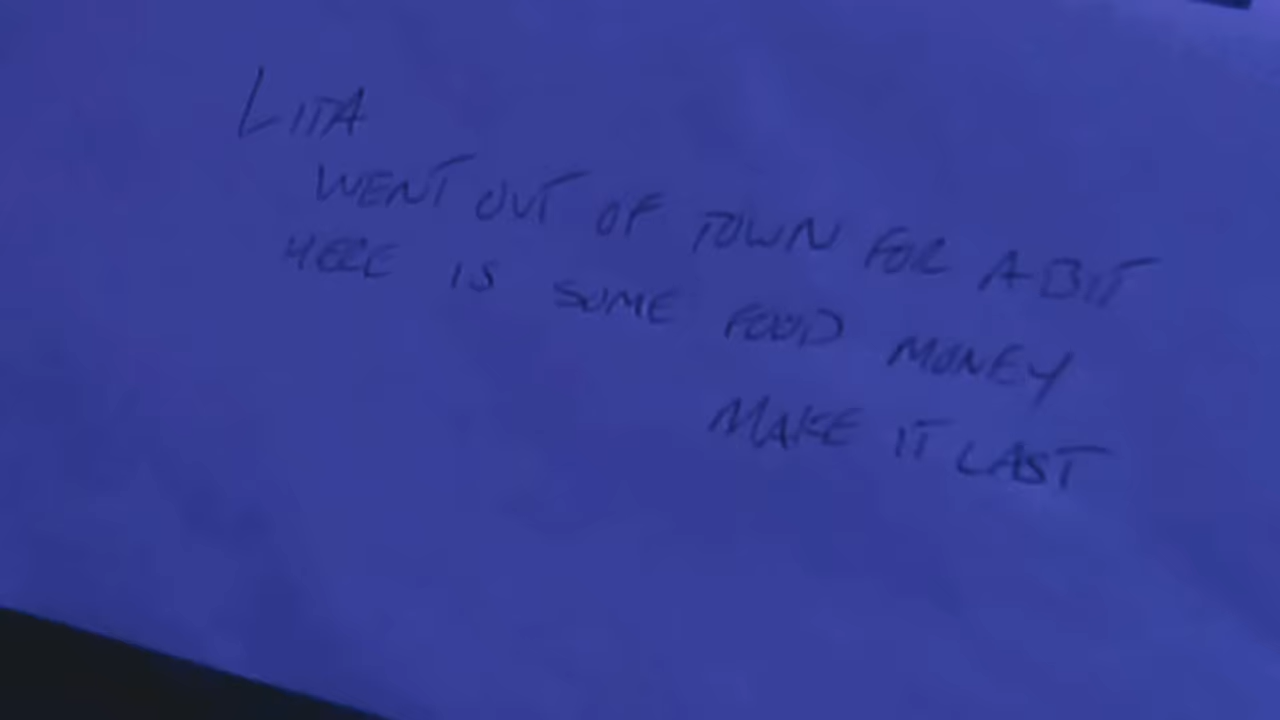 LITA
WENT OUT OF TOWN FOR A BIT
HERE IS SOME FOOD MONEY
MAKE IT LAST